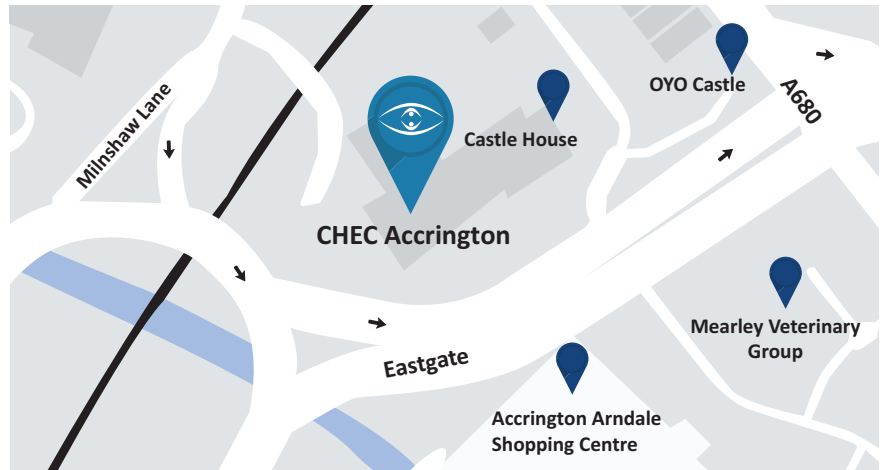 OYO Castle
A680
Milnshaw Lane
Castle House
CHEC Accrington
Mearley Veterinary
Group
Eastgate
Accrington Arndale
Shopping Centre